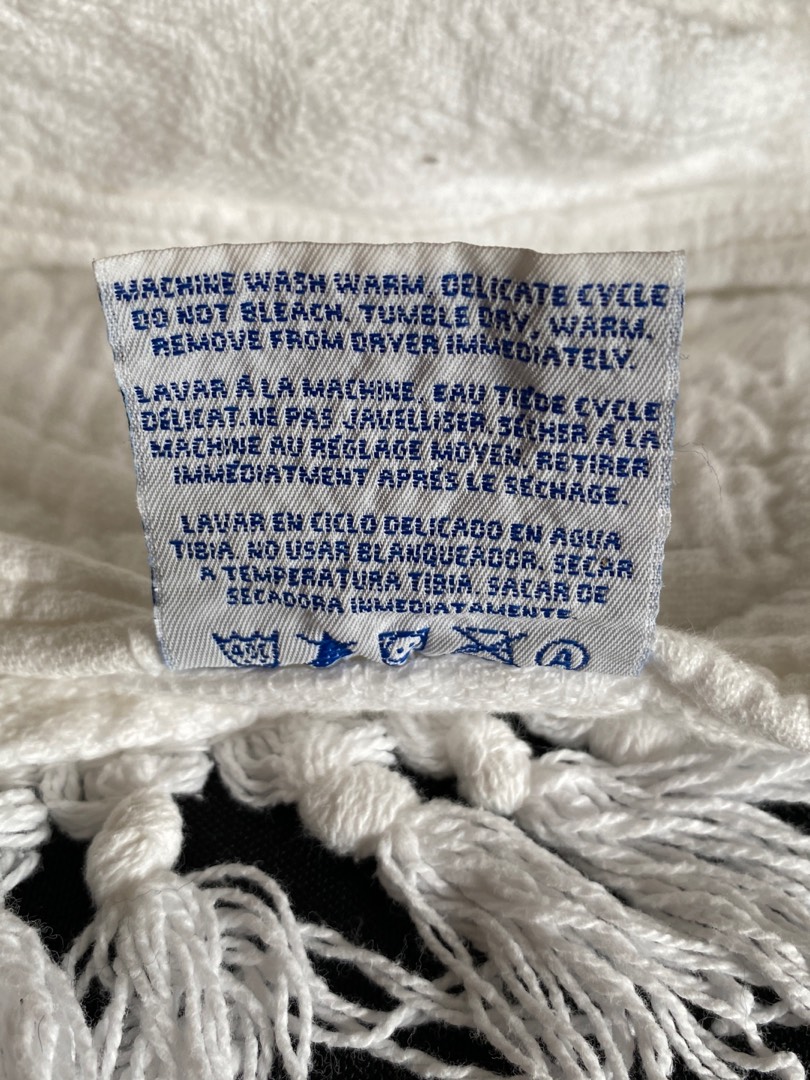 MACHINE WASH WARM. DELICATE CYCLE
DO NOT BLEACH. TUMBLE DRY, WARM.
REMOVE FROM DRYER IMMEDIATELY.
LAVAR Á LA MACHINE. EAU TIÉDE CYCLE
DÉLICAT.NE PAS JAVELLISER.SÉCHER Á LA
MACHINE AU RÉGLAGE MOYEN. RETIRER
IMMÉDIATMENT APRÉS LE SÉCHAGE.
LAVAR EN CICLO DELICADO EN AGUA
TIBIA. NO USAR BLANQUEADOR. SECAR
A TEMPERATURA TIBIA. SACAR DE
SECADORA INMEDIATAMENTE
A